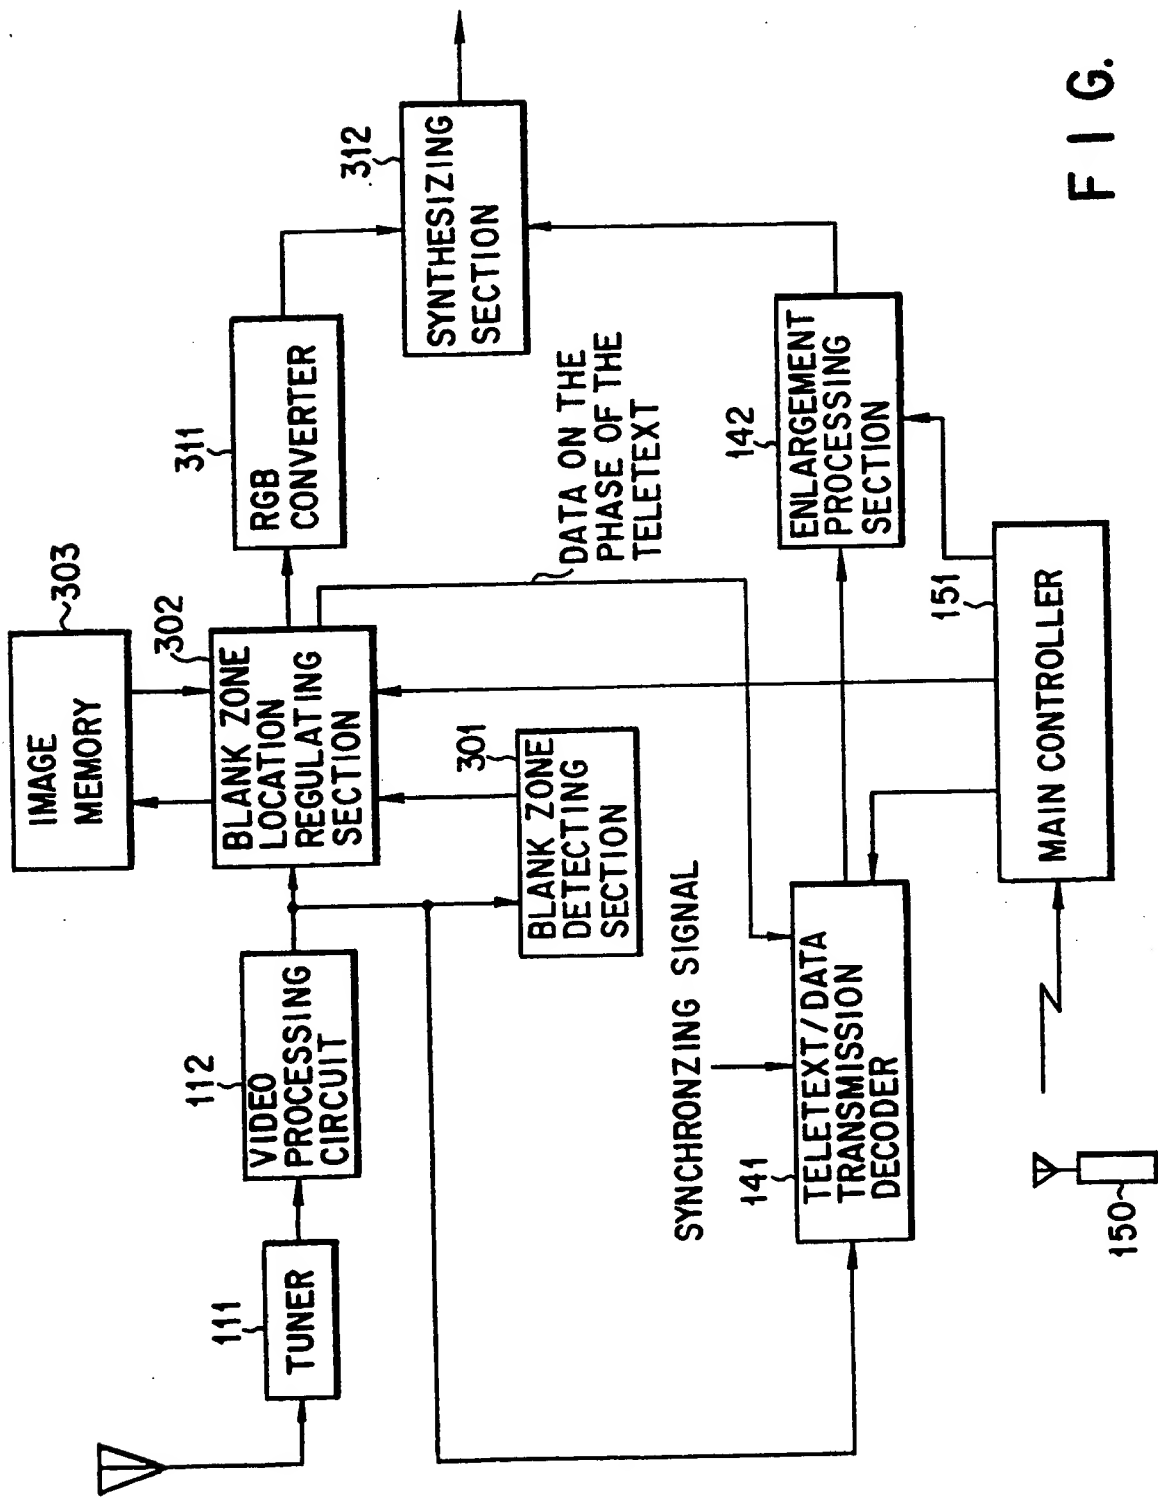 303
IMAGE
MEMORY
302
BLANK ZONE
LOCATION
REGULATING
SECTION
311
RGB
CONVERTER
312
SYNTHESIZING
SECTION
111
TUNER
112
VIDEO
PROCESSING
CIRCUIT
301
BLANK ZONE
DETECTING
SECTION
DATA ON THE
PHASE OF THE
TELETEXT
SYNCHRONZING SIGNAL
141
TELETEXT/DATA
TRANSMISSION
DECODER
142
ENLARGEMENT
PROCESSING
SECTION
151
MAIN CONTROLLER
150
FIG.